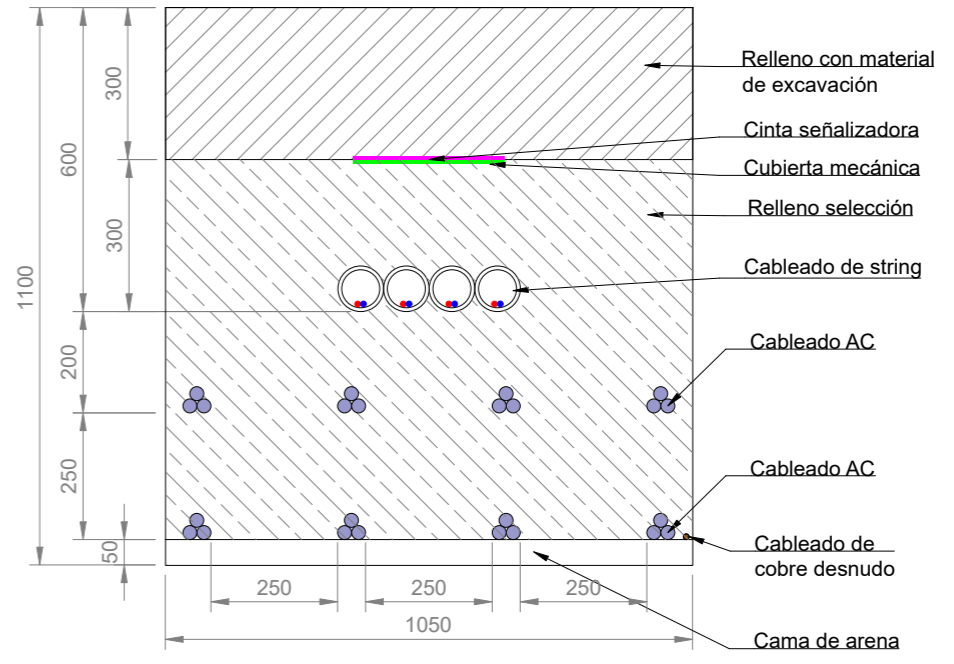 300
600
300
1100
200
250
50
250
250
250
1050
Relleno con material
de excavación
Cinta señalizadora
Cubierta mecánica
Relleno selección
Cableado de string
Cableado AC
Cableado AC
Cableado de
cobre desnudo
Cama de arena